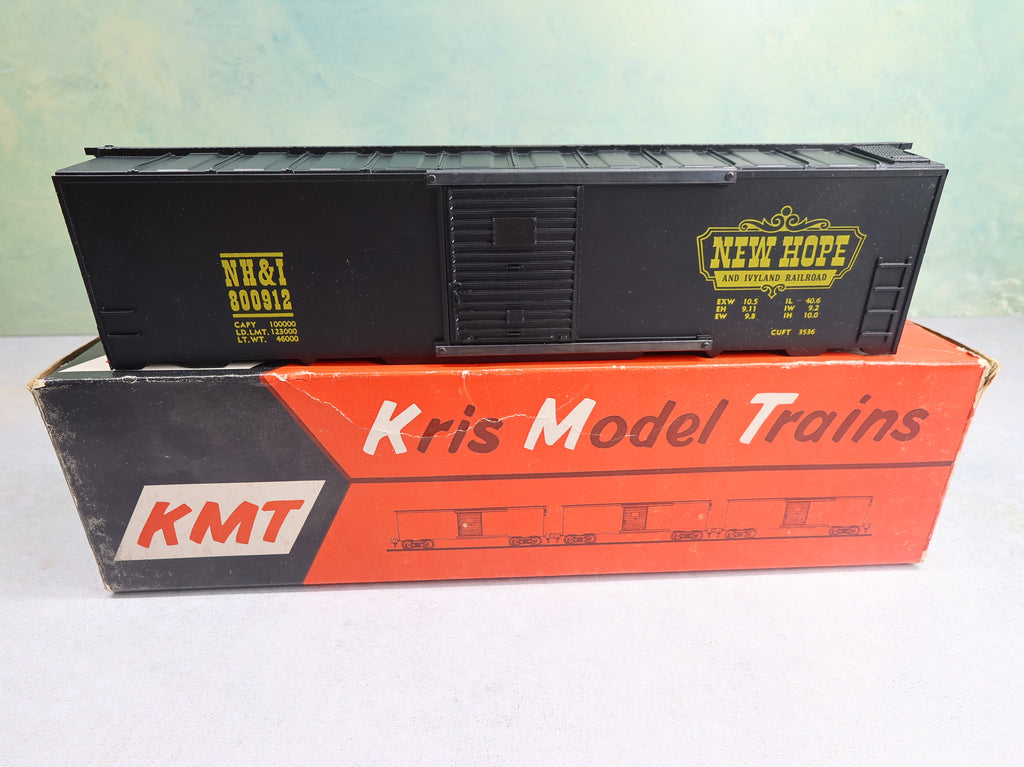 NH&I
800912
CAPY 100000
LD.LMT. 123000
LT. WT. 46000
NEW HOPE
AND IVYLAND RAILROAD
EXW 10.5 IL 40.6
EH 9.11 IW 9.2
EW 9.8 IH 10.0
CUFT 3536
Kris Model Trains
KMT